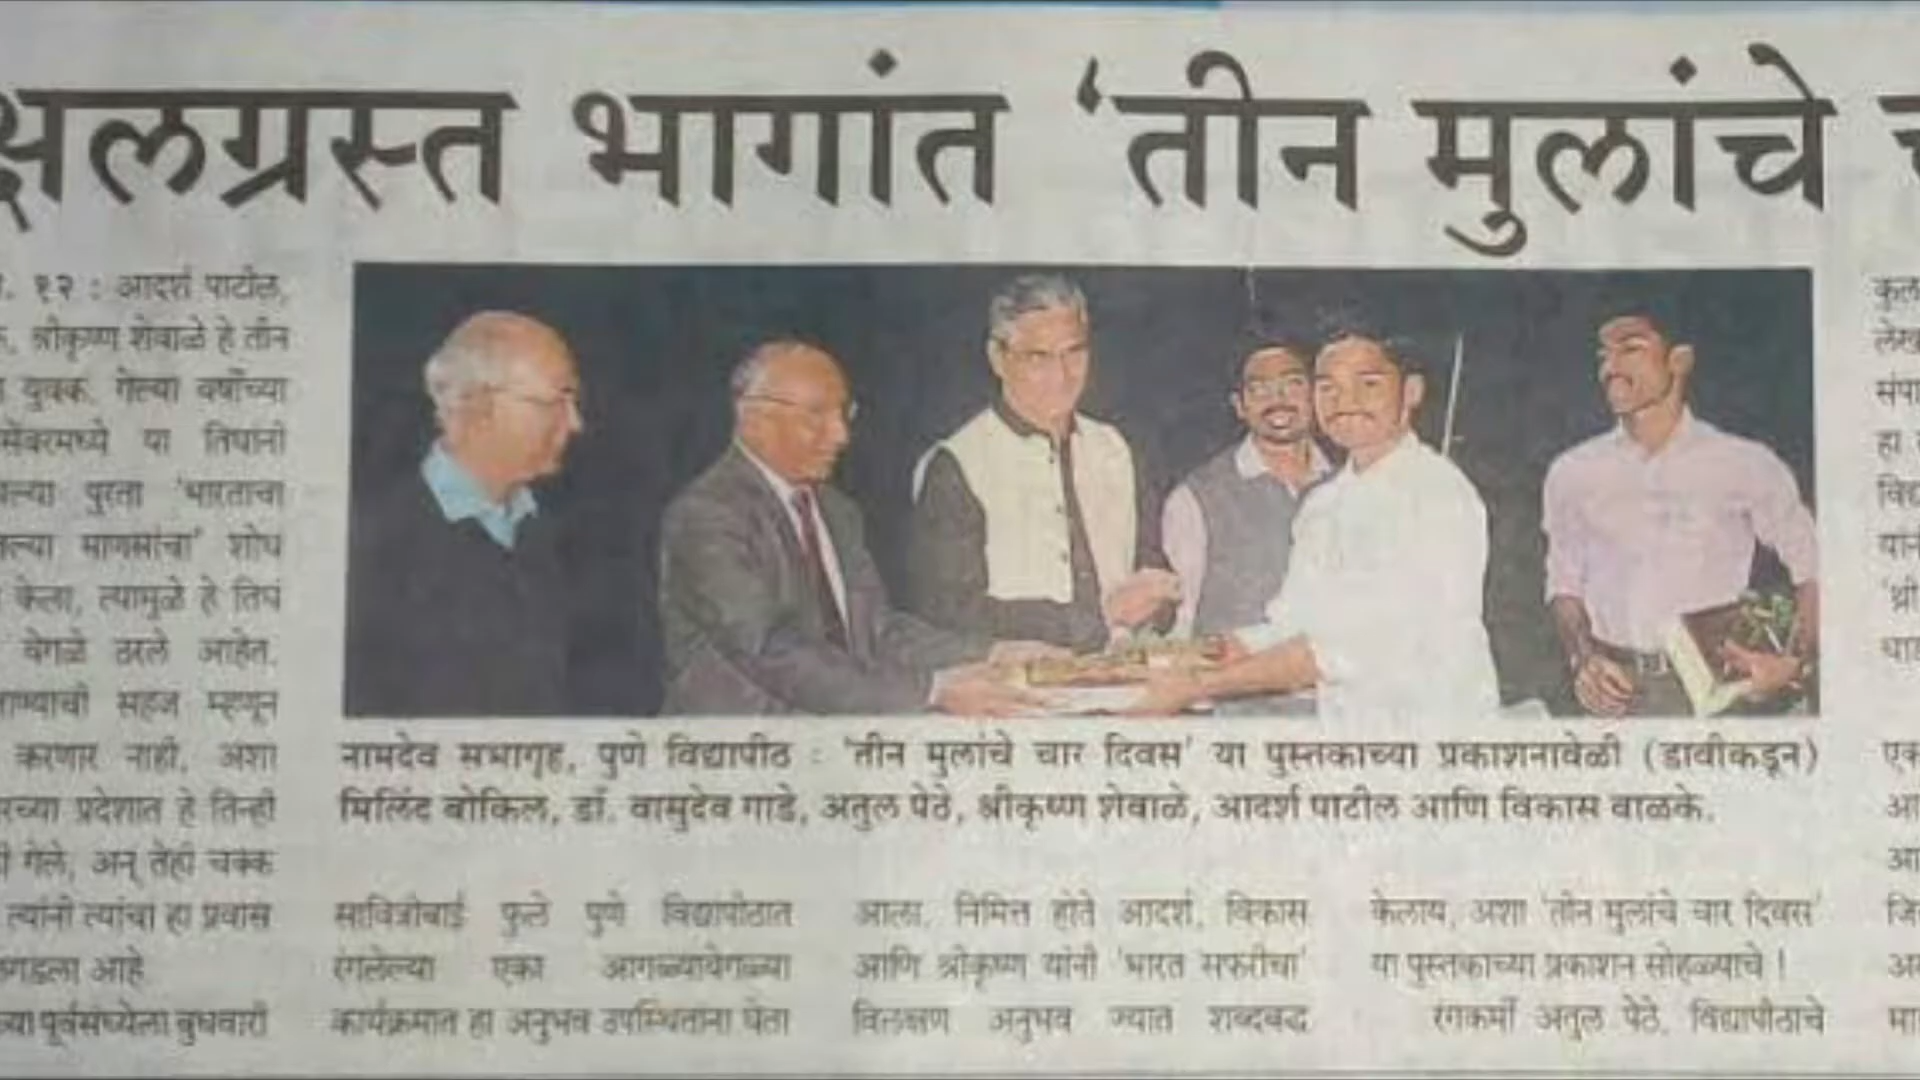 क्षलग्रस्त भागांत ‘तीन मुलांचे च
. १२ : आदर्श पाटील,
श्रीकृष्ण शेवाळे हे तीन
युवक. गेल्या वर्षीच्या
या तिघांनी
पुरता 'भारताचा
माणसांचा' शोध
केला, त्यामुळे हे तिघं
वेगळे ठरले आहेत.
सहज म्हणून
करणार नाही, अशा
प्रदेशात हे तिन्ही
गेले, अन् तेही चक्क
त्यांनी त्यांचा हा प्रवास
आहे.
पूर्वसंध्येला बुधवारी
नामदेव सभागृह, पुणे विद्यापीठ : 'तीन मुलांचे चार दिवस' या पुस्तकाच्या प्रकाशनावेळी (डावीकडून)
मिलिंद बोकिल, डॉ. वासुदेव गाडे, अतुल पेठे, श्रीकृष्ण शेवाळे, आदर्श पाटील आणि विकास वाळके.
सावित्रीबाई फुले पुणे विद्यापीठात
रंगलेल्या एका आगळ्यावेगळ्या
कार्यक्रमात हा अनुभव उपस्थितांना घेता
आला. निमित्त होते आदर्श, विकास
आणि श्रीकृष्ण यांनी 'भारत सफरीचा'
विलक्षण अनुभव ज्यात शब्दबद्ध
केलाय, अशा 'तीन मुलांचे चार दिवस'
या पुस्तकाच्या प्रकाशन सोहळ्याचे !
रंगकर्मी अतुल पेठे, विद्यापीठाचे
हा